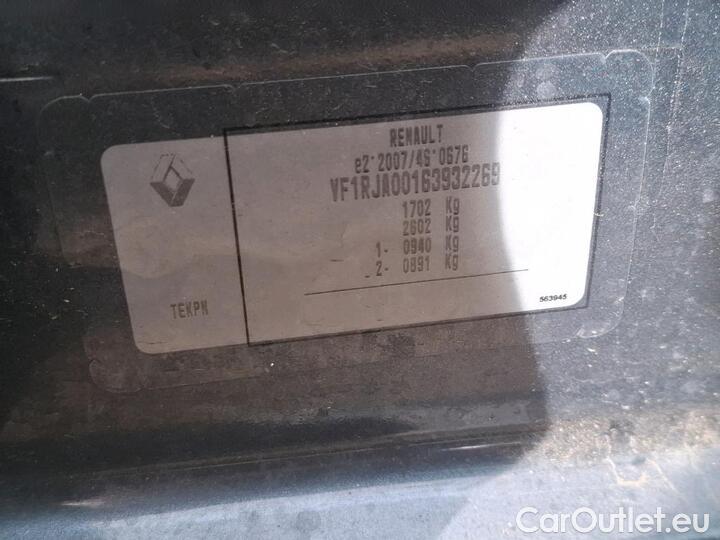 RENAULT
e2*2007/46*0676
VF1RJA00163932269
1702 Kg
2602 Kg
1- 0940 Kg
2- 0891 Kg
TEKPN
563945
CarOutlet.eu